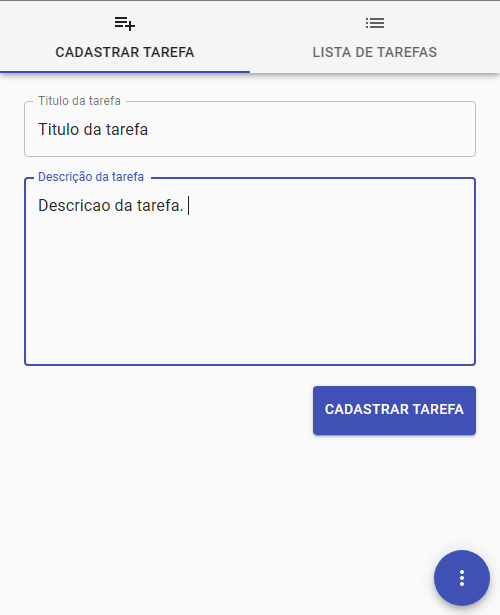 CADASTRAR TAREFA
LISTA DE TAREFAS
Titulo da tarefa
Titulo da tarefa
Descrição da tarefa
Descricao da tarefa.
CADASTRAR TAREFA